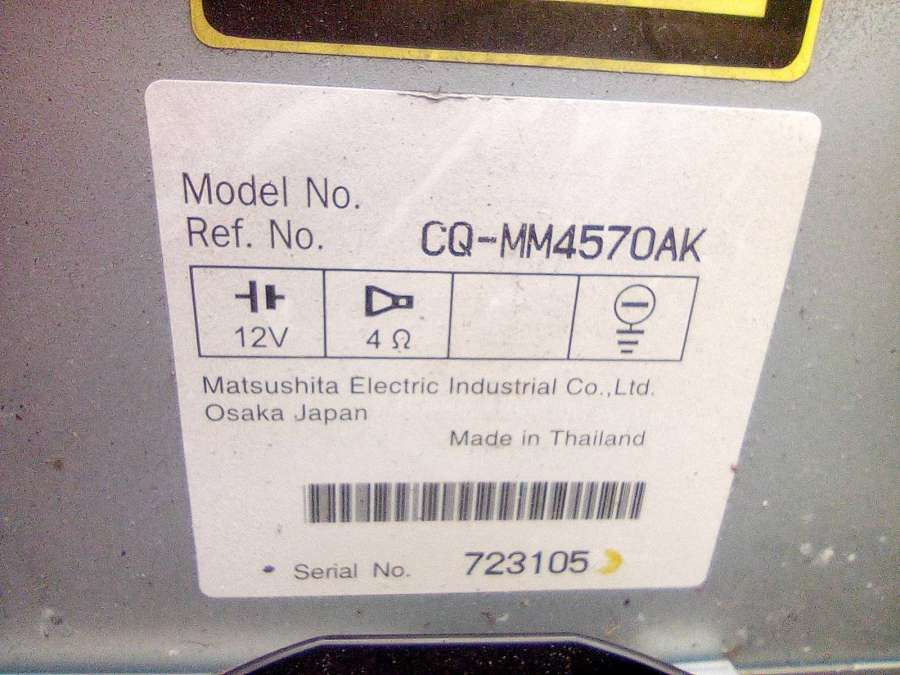 Model No.
Ref. No. CQ-MM4570AK
12V 4 Ω
Matsushita Electric Industrial Co.,Ltd.
Osaka Japan
Made in Thailand
Serial No. 723105